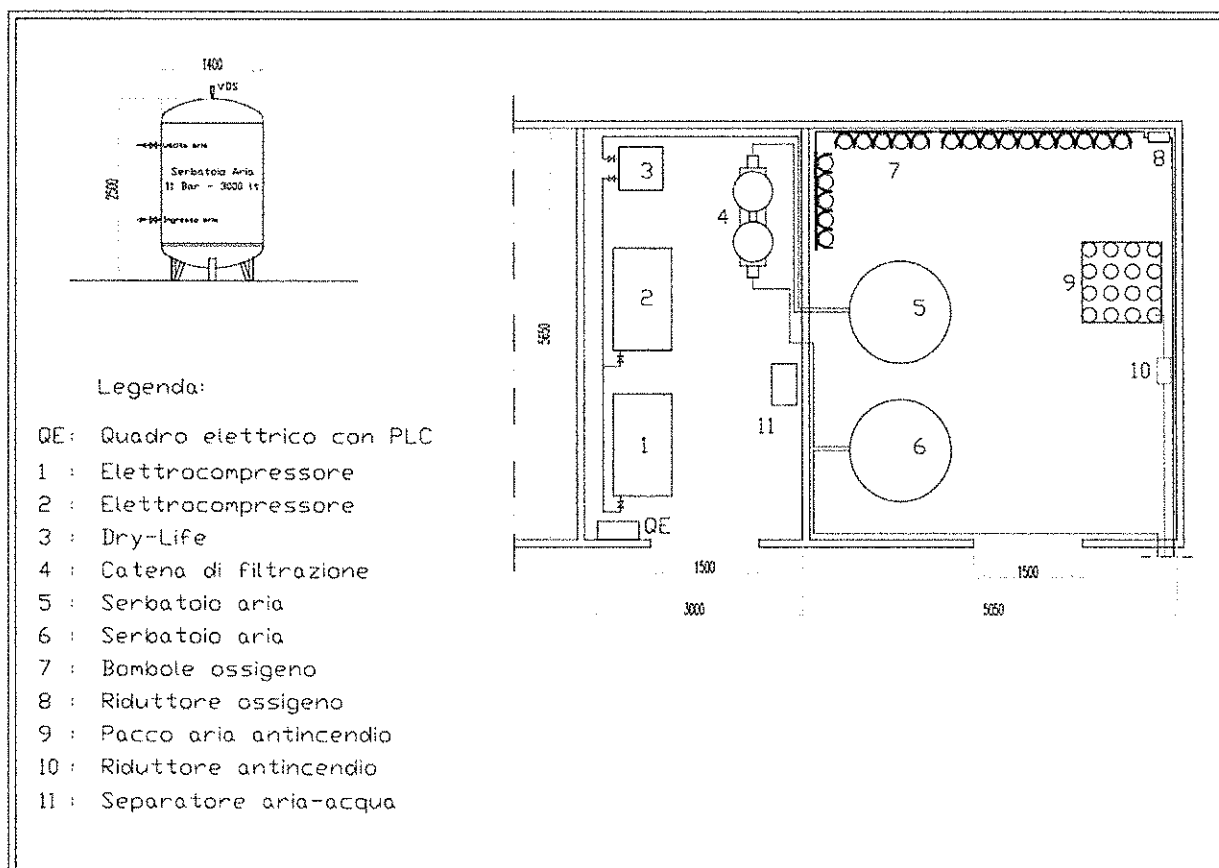 1400
VDS
uscita aria
Serbatoio Aria
11 Bar - 3000 lt
2500
ingresso aria
Legenda:
QE: Quadro elettrico con PLC
1 : Elettrocompressore
2 : Elettrocompressore
3 : Dry-Life
4 : Catena di filtrazione
5 : Serbatoio aria
6 : Serbatoio aria
7 : Bombole ossigeno
8 : Riduttore ossigeno
9 : Pacco aria antincendio
10 : Riduttore antincendio
11 : Separatore aria-acqua
3
4
7
8
2
5
9
5650
10
11
1
6
QE
1500
1500
3000
5050